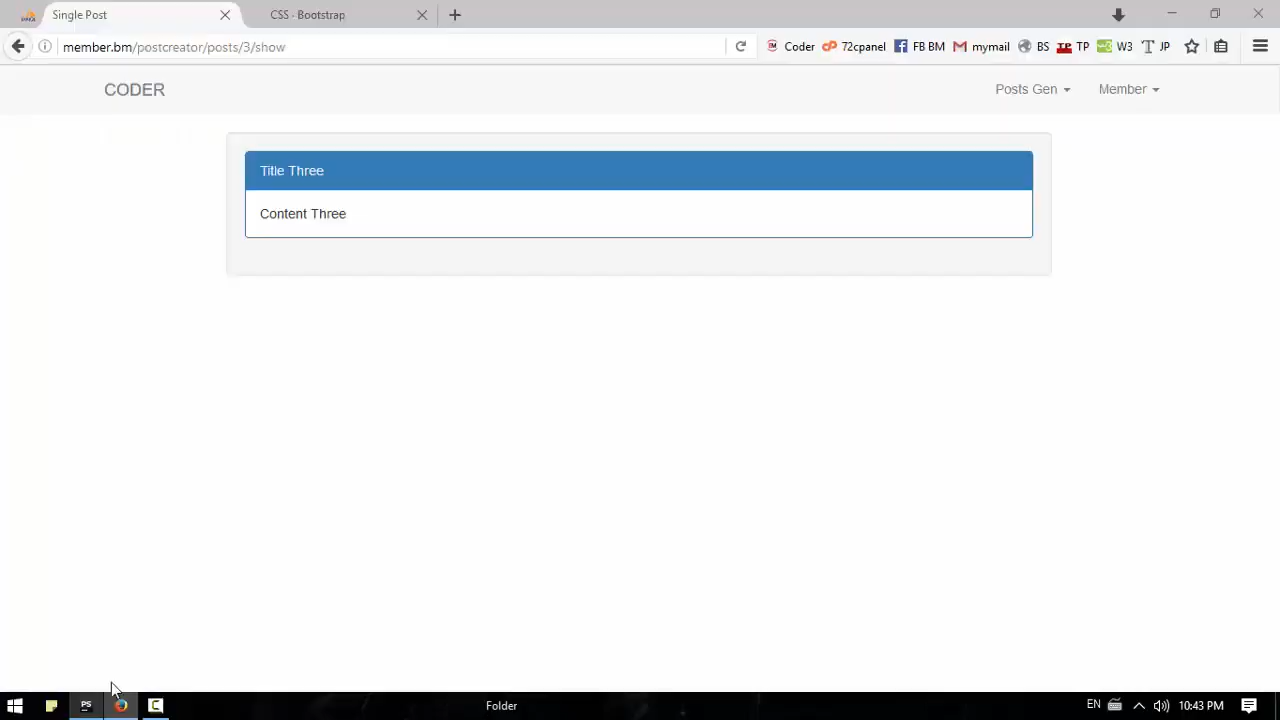 Single Post
CSS - Bootstrap
member.bm/postcreator/posts/3/show
Coder
72cpanel
FB BM
mymail
BS
TP
W3
JP
CODER
Posts Gen
Member
Title Three
Content Three
PS
Folder
EN
10:43 PM